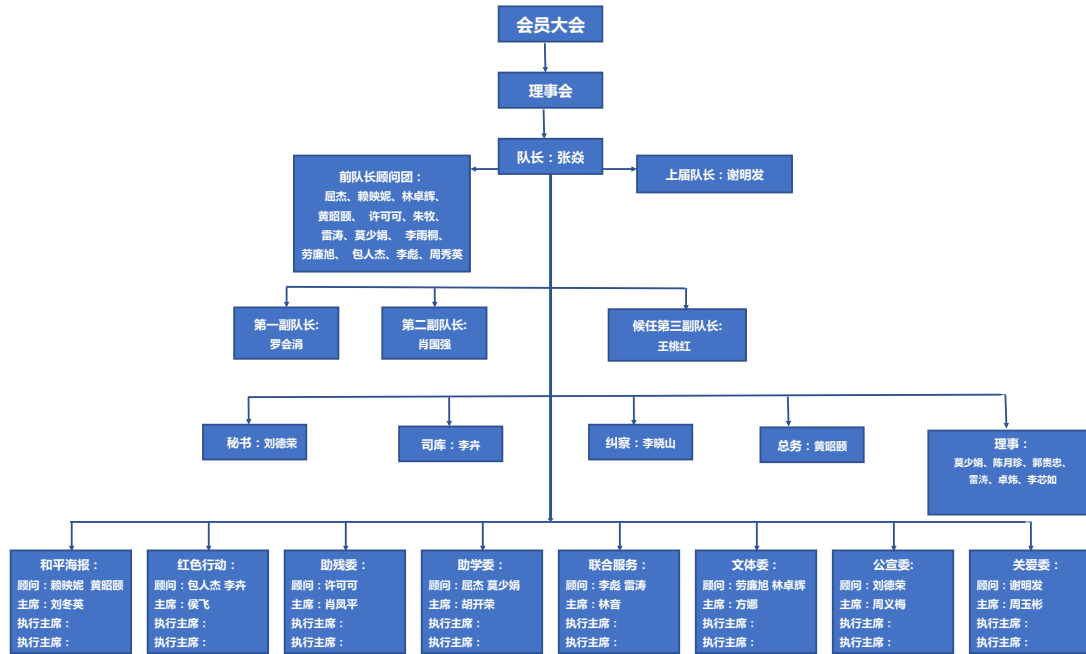 会员大会
理事会
队长：张焱
前队长顾问团：
屈杰、赖映妮、林卓辉、
黄昭颐、 许可可、朱牧、
雷涛、莫少娟、 李雨桐、
劳廉旭、 包人杰、李彪、周秀英
上届队长：谢明发
第一副队长:
罗会涓
第二副队长:
肖国强
候任第三副队长:
王桃红
秘书：刘德荣
司库：李卉
纠察：李晓山
总务：黄昭颐
理事：
莫少娟、陈月珍、郭贵忠、
雷涛、卓炜、李芯如
和平海报：
顾问：赖映妮 黄昭颐
主席：刘冬英
执行主席：
执行主席：
红色行动：
顾问：包人杰 李卉
主席：侯飞
执行主席：
执行主席：
助残委：
顾问：许可可
主席：肖凤平
执行主席：
执行主席：
助学委：
顾问：屈杰 莫少娟
主席：胡开荣
执行主席：
执行主席：
联合服务：
顾问：李彪 雷涛
主席：林音
执行主席：
执行主席：
文体委：
顾问：劳廉旭 林卓辉
主席：方娜
执行主席：
执行主席：
公宣委：
顾问：刘德荣
主席：周义梅
执行主席：
执行主席：
关爱委：
顾问：谢明发
主席：周玉彬
执行主席：
执行主席：